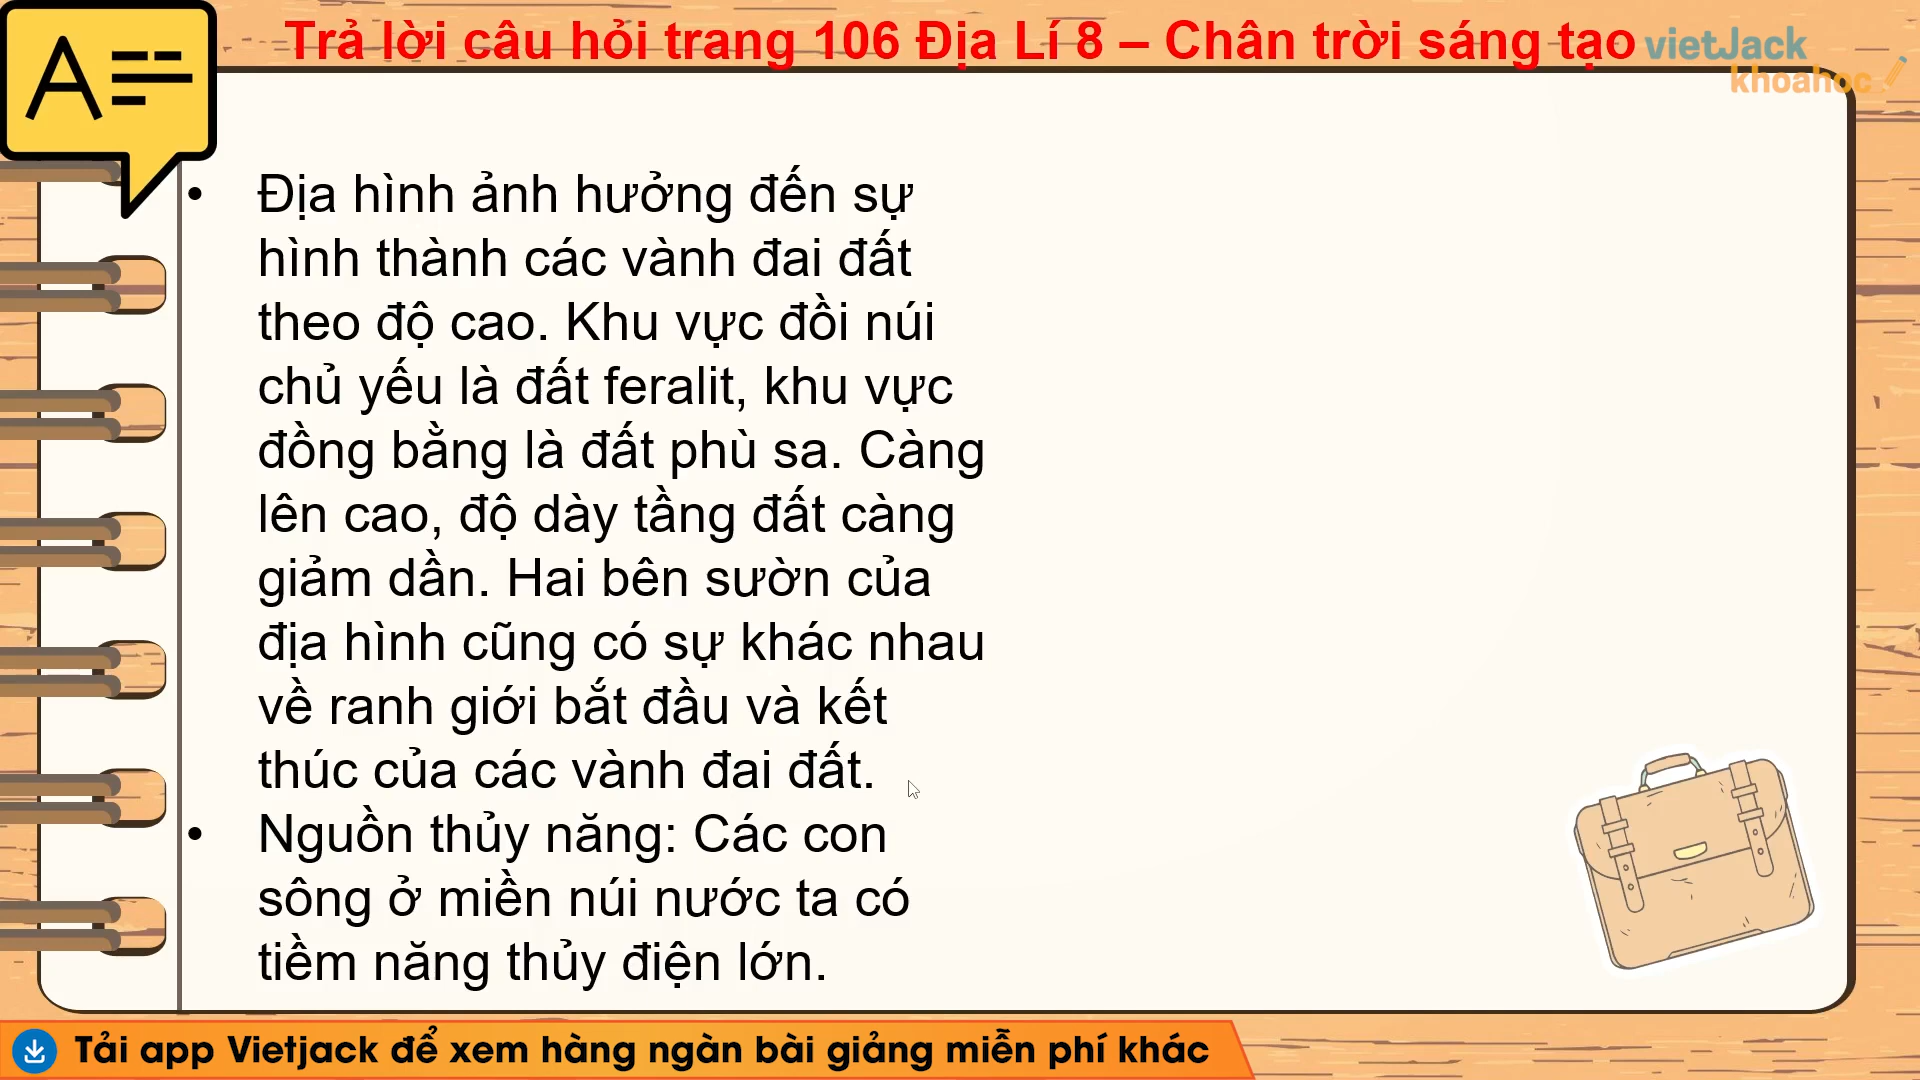 Trả lời câu hỏi trang 106 Địa Lí 8 – Chân trời sáng tạo
vietJack
khoahoc
A
• Địa hình ảnh hưởng đến sự
hình thành các vành đai đất
theo độ cao. Khu vực đồi núi
chủ yếu là đất feralit, khu vực
đồng bằng là đất phù sa. Càng
lên cao, độ dày tầng đất càng
giảm dần. Hai bên sườn của
địa hình cũng có sự khác nhau
về ranh giới bắt đầu và kết
thúc của các vành đai đất.
• Nguồn thủy năng: Các con
sông ở miền núi nước ta có
tiềm năng thủy điện lớn.
Tải app Vietjack để xem hàng ngàn bài giảng miễn phí khác